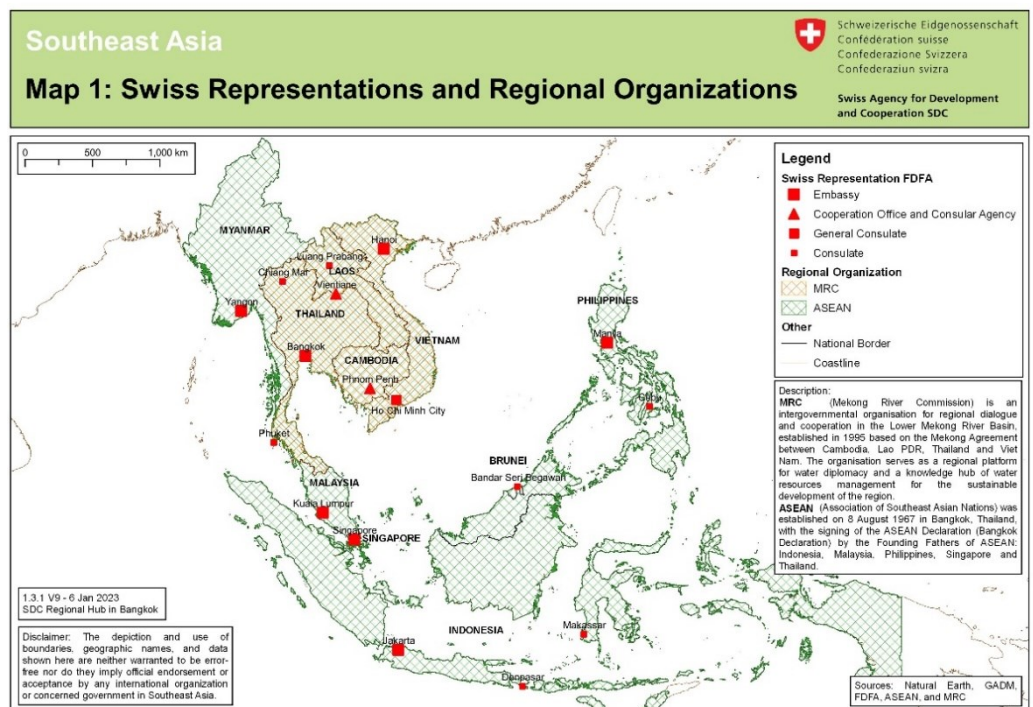 Southeast Asia
Map 1: Swiss Representations and Regional Organizations
Schweizerische Eidgenossenschaft
Confédération suisse
Confederazione Svizzera
Confederaziun svizra
Swiss Agency for Development
and Cooperation SDC
0 500 1,000 km
MYANMAR
Hanoi
Luang Prabang
LAOS
Chiang Mai
Vientiane
Yangon
THAILAND
PHILIPPINES
Manila
VIETNAM
Bangkok
CAMBODIA
Phnom Penh
Ho Chi Minh City
Cebu
Phuket
BRUNEI
Bandar Seri Begawan
MALAYSIA
Kuala Lumpur
Singapore
SINGAPORE
INDONESIA
Makassar
Jakarta
Denpasar
Legend
Swiss Representation FDFA
Embassy
Cooperation Office and Consular Agency
General Consulate
Consulate
Regional Organization
MRC
ASEAN
Other
National Border
Coastline
Description:
MRC (Mekong River Commission) is an
intergovernmental organisation for regional dialogue
and cooperation in the Lower Mekong River Basin,
established in 1995 based on the Mekong Agreement
between Cambodia, Lao PDR, Thailand and Viet
Nam. The organisation serves as a regional platform
for water diplomacy and a knowledge hub of water
resources management for the sustainable
development of the region.
ASEAN (Association of Southeast Asian Nations) was
established on 8 August 1967 in Bangkok, Thailand,
with the signing of the ASEAN Declaration (Bangkok
Declaration) by the Founding Fathers of ASEAN:
Indonesia, Malaysia, Philippines, Singapore and
Thailand.
1.3.1 V9 - 6 Jan 2023
SDC Regional Hub in Bangkok
Disclaimer: The depiction and use of
boundaries, geographic names, and data
shown here are neither warranted to be error-
free nor do they imply official endorsement or
acceptance by any international organization
or concerned government in Southeast Asia.
Sources: Natural Earth, GADM,
FDFA, ASEAN, and MRC